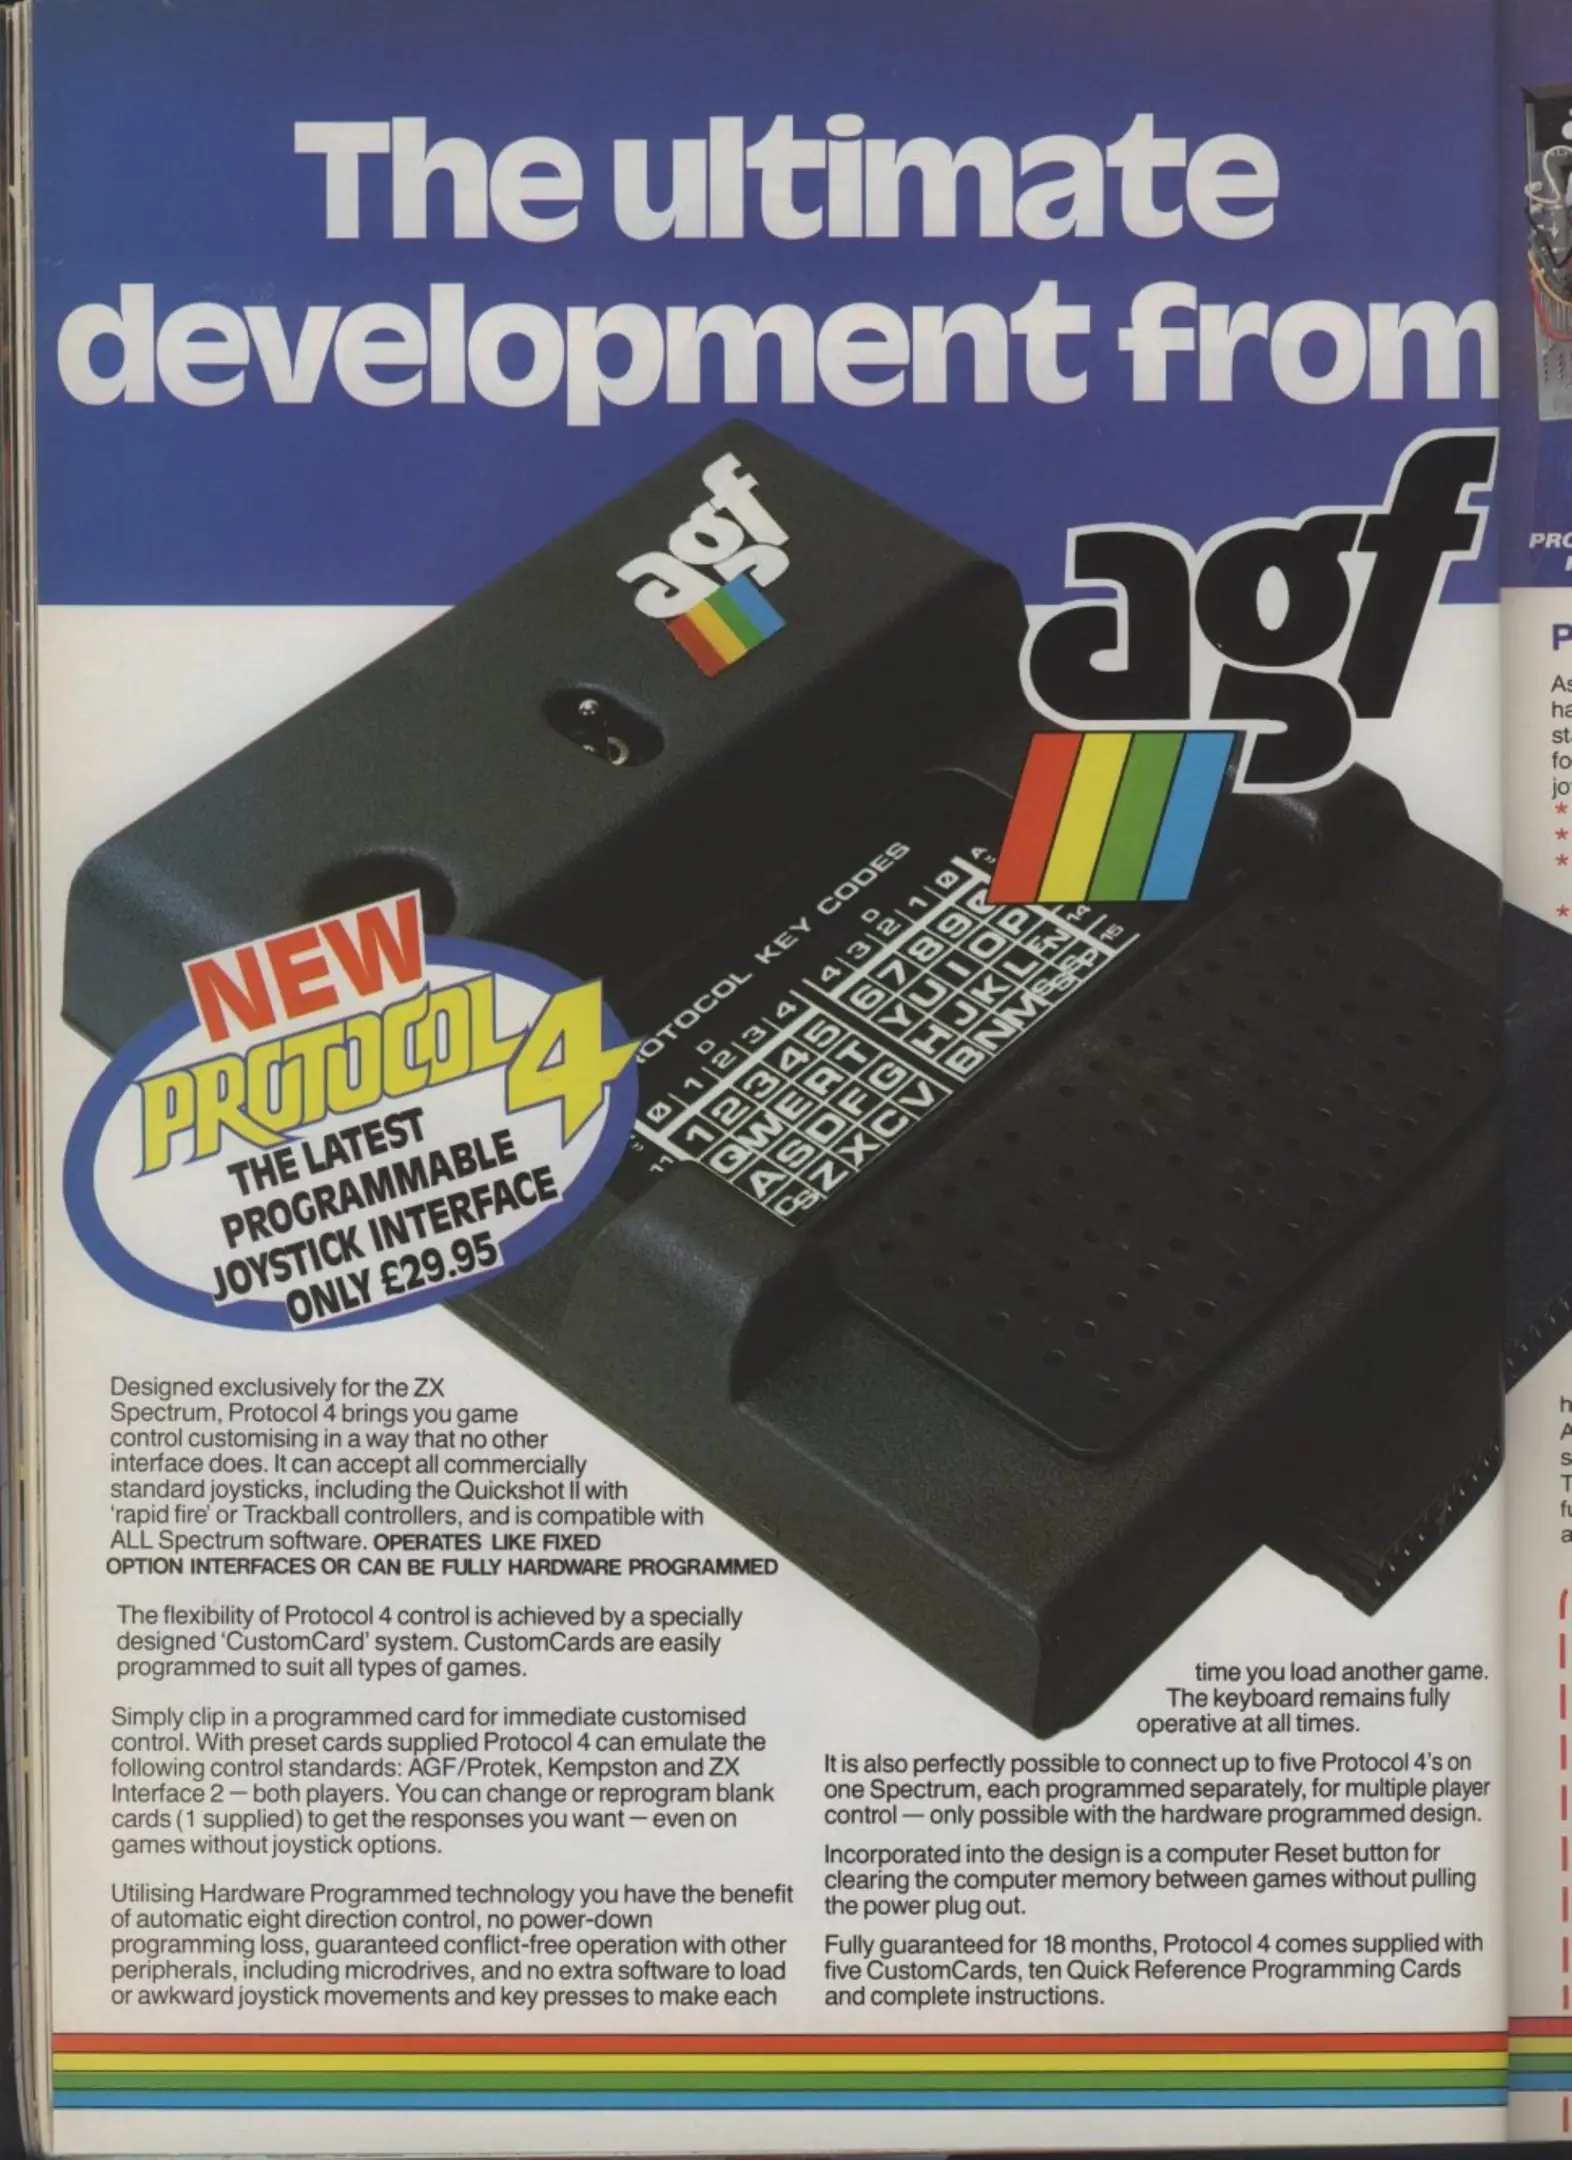 The ultimate
development from
agf
agf
PROTOCOL KEY CODES
NEW
PROTOCOL 4
THE LATEST
PROGRAMMABLE
JOYSTICK INTERFACE
ONLY £29.95
Designed exclusively for the ZX
Spectrum, Protocol 4 brings you game
control customising in a way that no other
interface does. It can accept all commercially
standard joysticks, including the Quickshot II with
'rapid fire' or Trackball controllers, and is compatible with
ALL Spectrum software. OPERATES LIKE FIXED
OPTION INTERFACES OR CAN BE FULLY HARDWARE PROGRAMMED
The flexibility of Protocol 4 control is achieved by a specially
designed 'CustomCard' system. CustomCards are easily
programmed to suit all types of games.
Simply clip in a programmed card for immediate customised
control. With preset cards supplied Protocol 4 can emulate the
following control standards: AGF/Protek, Kempston and ZX
Interface 2 — both players. You can change or reprogram blank
cards (1 supplied) to get the responses you want — even on
games without joystick options.
Utilising Hardware Programmed technology you have the benefit
of automatic eight direction control, no power-down
programming loss, guaranteed conflict-free operation with other
peripherals, including microdrives, and no extra software to load
or awkward joystick movements and key presses to make each
time you load another game.
The keyboard remains fully
operative at all times.
It is also perfectly possible to connect up to five Protocol 4's on
one Spectrum, each programmed separately, for multiple player
control — only possible with the hardware programmed design.
Incorporated into the design is a computer Reset button for
clearing the computer memory between games without pulling
the power plug out.
Fully guaranteed for 18 months, Protocol 4 comes supplied with
five CustomCards, ten Quick Reference Programming Cards
and complete instructions.